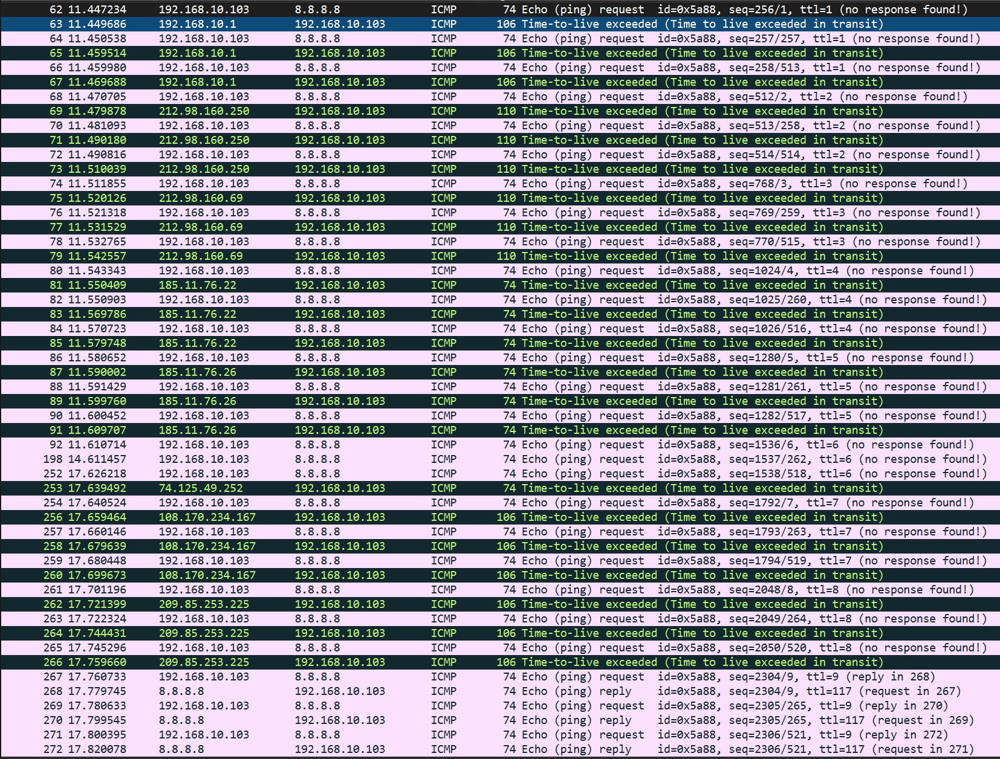 62 11.447234 192.168.10.103 8.8.8.8 ICMP 74 Echo (ping) request id=0x5a88, seq=256/1, ttl=1 (no response found!)
63 11.449686 192.168.10.1 192.168.10.103 ICMP 106 Time-to-live exceeded (Time to live exceeded in transit)
64 11.450538 192.168.10.103 8.8.8.8 ICMP 74 Echo (ping) request id=0x5a88, seq=257/257, ttl=1 (no response found!)
65 11.459514 192.168.10.1 192.168.10.103 ICMP 106 Time-to-live exceeded (Time to live exceeded in transit)
66 11.459980 192.168.10.103 8.8.8.8 ICMP 74 Echo (ping) request id=0x5a88, seq=258/513, ttl=1 (no response found!)
67 11.469688 192.168.10.1 192.168.10.103 ICMP 106 Time-to-live exceeded (Time to live exceeded in transit)
68 11.470705 192.168.10.103 8.8.8.8 ICMP 74 Echo (ping) request id=0x5a88, seq=512/2, ttl=2 (no response found!)
69 11.479878 212.98.160.250 192.168.10.103 ICMP 110 Time-to-live exceeded (Time to live exceeded in transit)
70 11.481093 192.168.10.103 8.8.8.8 ICMP 74 Echo (ping) request id=0x5a88, seq=513/258, ttl=2 (no response found!)
71 11.490180 212.98.160.250 192.168.10.103 ICMP 110 Time-to-live exceeded (Time to live exceeded in transit)
72 11.490816 192.168.10.103 8.8.8.8 ICMP 74 Echo (ping) request id=0x5a88, seq=514/514, ttl=2 (no response found!)
73 11.510039 212.98.160.250 192.168.10.103 ICMP 110 Time-to-live exceeded (Time to live exceeded in transit)
74 11.511855 192.168.10.103 8.8.8.8 ICMP 74 Echo (ping) request id=0x5a88, seq=768/3, ttl=3 (no response found!)
75 11.520126 212.98.160.69 192.168.10.103 ICMP 110 Time-to-live exceeded (Time to live exceeded in transit)
76 11.521318 192.168.10.103 8.8.8.8 ICMP 74 Echo (ping) request id=0x5a88, seq=769/259, ttl=3 (no response found!)
77 11.531529 212.98.160.69 192.168.10.103 ICMP 110 Time-to-live exceeded (Time to live exceeded in transit)
78 11.532765 192.168.10.103 8.8.8.8 ICMP 74 Echo (ping) request id=0x5a88, seq=770/515, ttl=3 (no response found!)
79 11.542557 212.98.160.69 192.168.10.103 ICMP 110 Time-to-live exceeded (Time to live exceeded in transit)
80 11.543343 192.168.10.103 8.8.8.8 ICMP 74 Echo (ping) request id=0x5a88, seq=1024/4, ttl=4 (no response found!)
81 11.550409 185.11.76.22 192.168.10.103 ICMP 74 Time-to-live exceeded (Time to live exceeded in transit)
82 11.550903 192.168.10.103 8.8.8.8 ICMP 74 Echo (ping) request id=0x5a88, seq=1025/260, ttl=4 (no response found!)
83 11.569786 185.11.76.22 192.168.10.103 ICMP 74 Time-to-live exceeded (Time to live exceeded in transit)
84 11.570723 192.168.10.103 8.8.8.8 ICMP 74 Echo (ping) request id=0x5a88, seq=1026/516, ttl=4 (no response found!)
85 11.579748 185.11.76.22 192.168.10.103 ICMP 74 Time-to-live exceeded (Time to live exceeded in transit)
86 11.580652 192.168.10.103 8.8.8.8 ICMP 74 Echo (ping) request id=0x5a88, seq=1280/5, ttl=5 (no response found!)
87 11.590002 185.11.76.26 192.168.10.103 ICMP 74 Time-to-live exceeded (Time to live exceeded in transit)
88 11.591429 192.168.10.103 8.8.8.8 ICMP 74 Echo (ping) request id=0x5a88, seq=1281/261, ttl=5 (no response found!)
89 11.599760 185.11.76.26 192.168.10.103 ICMP 74 Time-to-live exceeded (Time to live exceeded in transit)
90 11.600452 192.168.10.103 8.8.8.8 ICMP 74 Echo (ping) request id=0x5a88, seq=1282/517, ttl=5 (no response found!)
91 11.609707 185.11.76.26 192.168.10.103 ICMP 74 Time-to-live exceeded (Time to live exceeded in transit)
92 11.610714 192.168.10.103 8.8.8.8 ICMP 74 Echo (ping) request id=0x5a88, seq=1536/6, ttl=6 (no response found!)
198 14.611457 192.168.10.103 8.8.8.8 ICMP 74 Echo (ping) request id=0x5a88, seq=1537/262, ttl=6 (no response found!)
252 17.626218 192.168.10.103 8.8.8.8 ICMP 74 Echo (ping) request id=0x5a88, seq=1538/518, ttl=6 (no response found!)
253 17.639492 74.125.49.252 192.168.10.103 ICMP 74 Time-to-live exceeded (Time to live exceeded in transit)
254 17.640524 192.168.10.103 8.8.8.8 ICMP 74 Echo (ping) request id=0x5a88, seq=1792/7, ttl=7 (no response found!)
256 17.659464 108.170.234.167 192.168.10.103 ICMP 106 Time-to-live exceeded (Time to live exceeded in transit)
257 17.660146 192.168.10.103 8.8.8.8 ICMP 74 Echo (ping) request id=0x5a88, seq=1793/263, ttl=7 (no response found!)
258 17.679639 108.170.234.167 192.168.10.103 ICMP 106 Time-to-live exceeded (Time to live exceeded in transit)
259 17.680448 192.168.10.103 8.8.8.8 ICMP 74 Echo (ping) request id=0x5a88, seq=1794/519, ttl=7 (no response found!)
260 17.699673 108.170.234.167 192.168.10.103 ICMP 106 Time-to-live exceeded (Time to live exceeded in transit)
261 17.701196 192.168.10.103 8.8.8.8 ICMP 74 Echo (ping) request id=0x5a88, seq=2048/8, ttl=8 (no response found!)
262 17.721399 209.85.253.225 192.168.10.103 ICMP 106 Time-to-live exceeded (Time to live exceeded in transit)
263 17.722324 192.168.10.103 8.8.8.8 ICMP 74 Echo (ping) request id=0x5a88, seq=2049/264, ttl=8 (no response found!)
264 17.744431 209.85.253.225 192.168.10.103 ICMP 106 Time-to-live exceeded (Time to live exceeded in transit)
265 17.745296 192.168.10.103 8.8.8.8 ICMP 74 Echo (ping) request id=0x5a88, seq=2050/520, ttl=8 (no response found!)
266 17.759660 209.85.253.225 192.168.10.103 ICMP 106 Time-to-live exceeded (Time to live exceeded in transit)
267 17.760733 192.168.10.103 8.8.8.8 ICMP 74 Echo (ping) request id=0x5a88, seq=2304/9, ttl=9 (reply in 268)
268 17.779745 8.8.8.8 192.168.10.103 ICMP 74 Echo (ping) reply id=0x5a88, seq=2304/9, ttl=117 (request in 267)
269 17.780633 192.168.10.103 8.8.8.8 ICMP 74 Echo (ping) request id=0x5a88, seq=2305/265, ttl=9 (reply in 270)
270 17.799545 8.8.8.8 192.168.10.103 ICMP 74 Echo (ping) reply id=0x5a88, seq=2305/265, ttl=117 (request in 269)
271 17.800395 192.168.10.103 8.8.8.8 ICMP 74 Echo (ping) request id=0x5a88, seq=2306/521, ttl=9 (reply in 272)
272 17.820078 8.8.8.8 192.168.10.103 ICMP 74 Echo (ping) reply id=0x5a88, seq=2306/521, ttl=117 (request in 271)